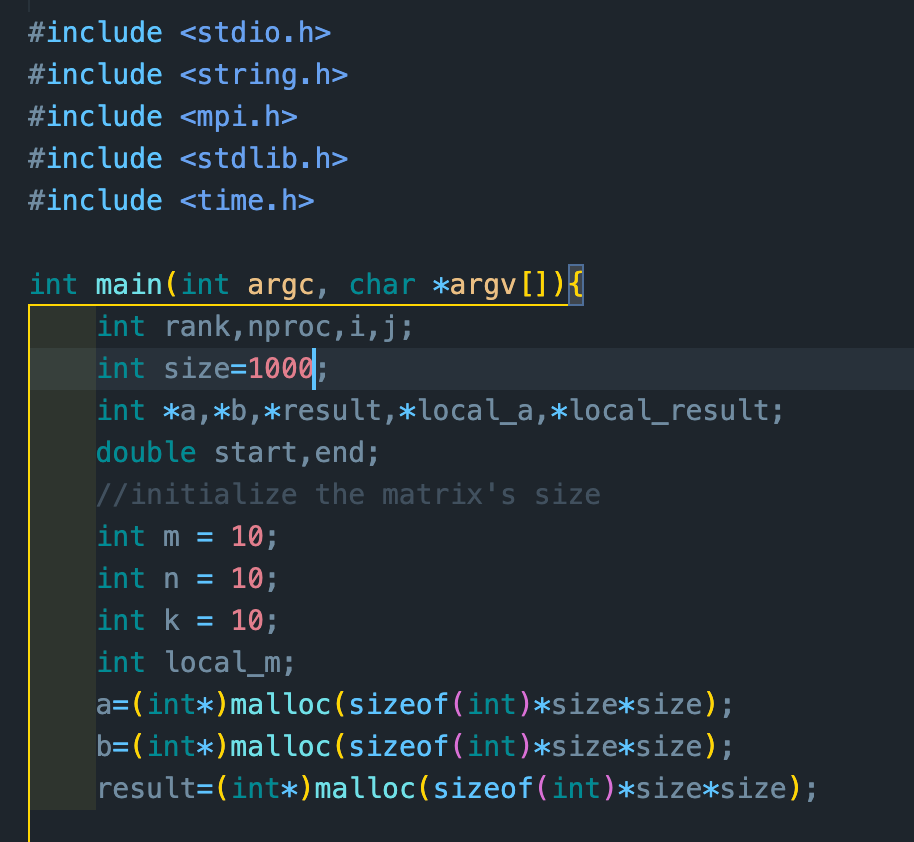 #include <stdio.h>
#include <string.h>
#include <mpi.h>
#include <stdlib.h>
#include <time.h>
int main(int argc, char *argv[]){
int rank,nproc,i,j;
int size=1000;
int *a,*b,*result,*local_a,*local_result;
double start,end;
//initialize the matrix's size
int m = 10;
int n = 10;
int k = 10;
int local_m;
a=(int*)malloc(sizeof(int)*size*size);
b=(int*)malloc(sizeof(int)*size*size);
result=(int*)malloc(sizeof(int)*size*size);